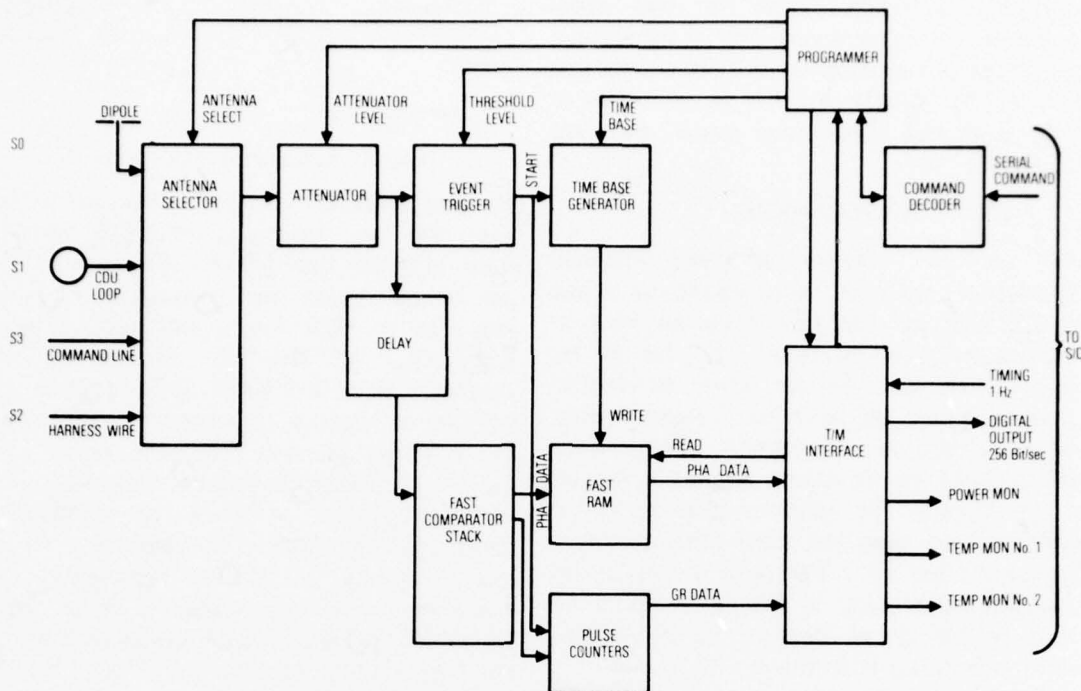 PROGRAMMER
ANTENNA
SELECT
ATTENUATOR
LEVEL
THRESHOLD
LEVEL
TIME
BASE
DIPOLE
S0
ANTENNA
SELECTOR
ATTENUATOR
EVENT
TRIGGER
START
TIME BASE
GENERATOR
COMMAND
DECODER
SERIAL
COMMAND
S1
CDU
LOOP
S3
COMMAND LINE
S2
HARNESS WIRE
DELAY
TO
S/C
TIMING
1 Hz
DIGITAL
OUTPUT
256 Bit/sec
T/M
INTERFACE
WRITE
READ
PHA DATA
PHA DATA
FAST
RAM
FAST
COMPARATOR
STACK
POWER MON
TEMP MON No. 1
TEMP MON No. 2
GR DATA
PULSE
COUNTERS